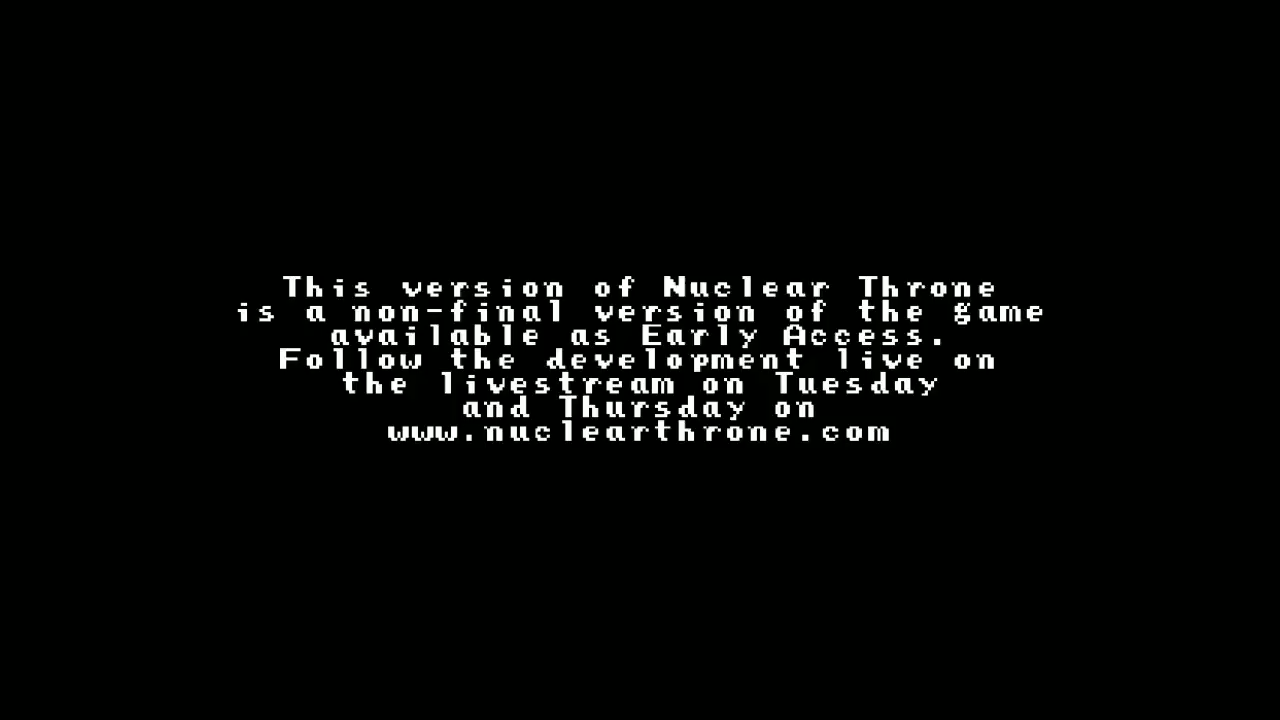 This version of Nuclear Throne
is a non-final version of the game
available as Early Access.
Follow the development live on
the livestream on Tuesday
and Thursday on
www.nuclearthrone.com